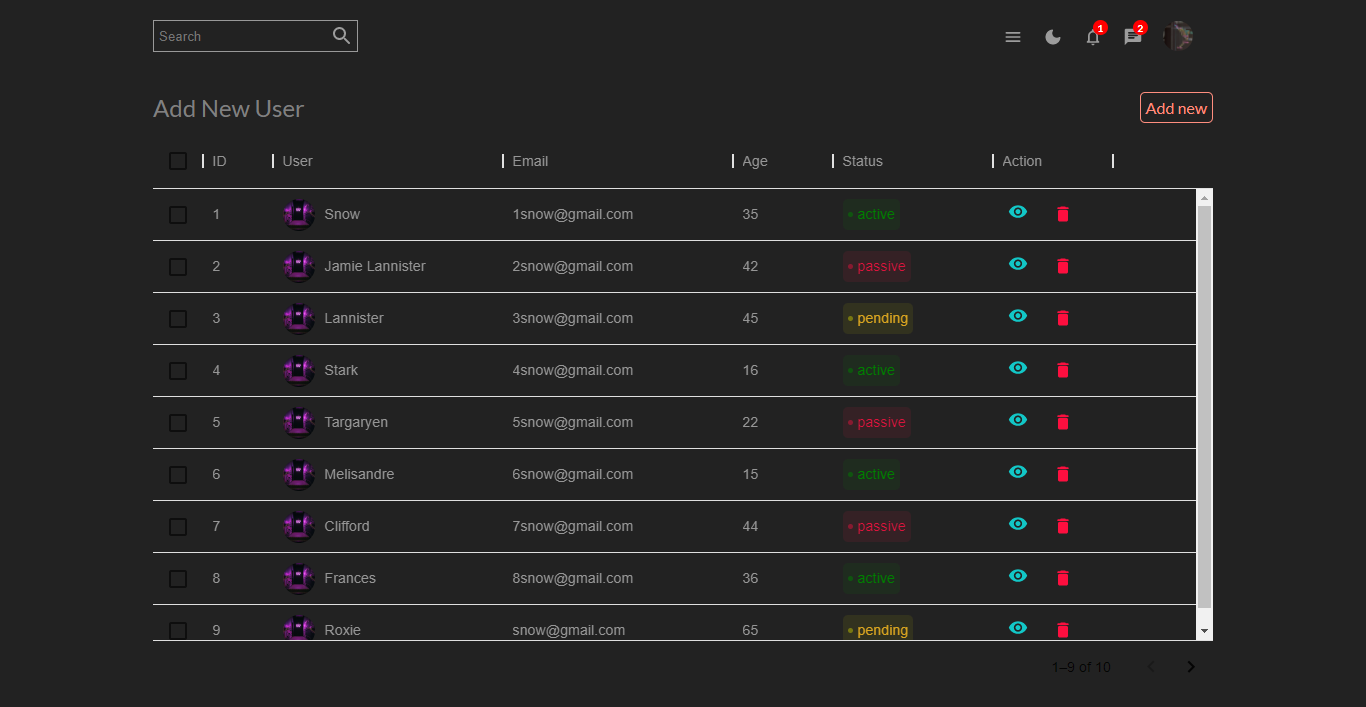 Search
1
2
Add New User
Add new
ID User Email Age Status Action
1 Snow 1snow@gmail.com 35 active
2 Jamie Lannister 2snow@gmail.com 42 passive
3 Lannister 3snow@gmail.com 45 pending
4 Stark 4snow@gmail.com 16 active
5 Targaryen 5snow@gmail.com 22 passive
6 Melisandre 6snow@gmail.com 15 active
7 Clifford 7snow@gmail.com 44 passive
8 Frances 8snow@gmail.com 36 active
9 Roxie snow@gmail.com 65 pending
1–9 of 10